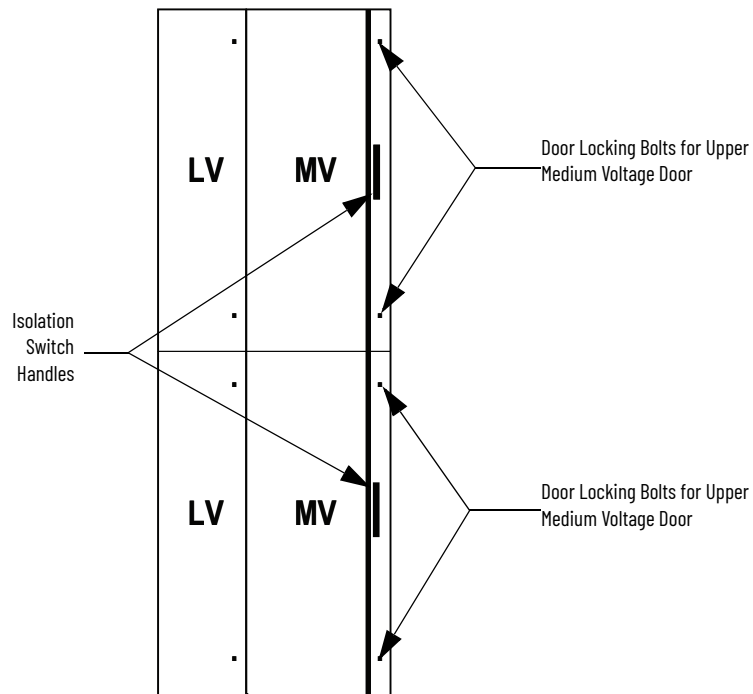 LV
MV
Door Locking Bolts for Upper
Medium Voltage Door
Isolation
Switch
Handles
LV
MV
Door Locking Bolts for Upper
Medium Voltage Door